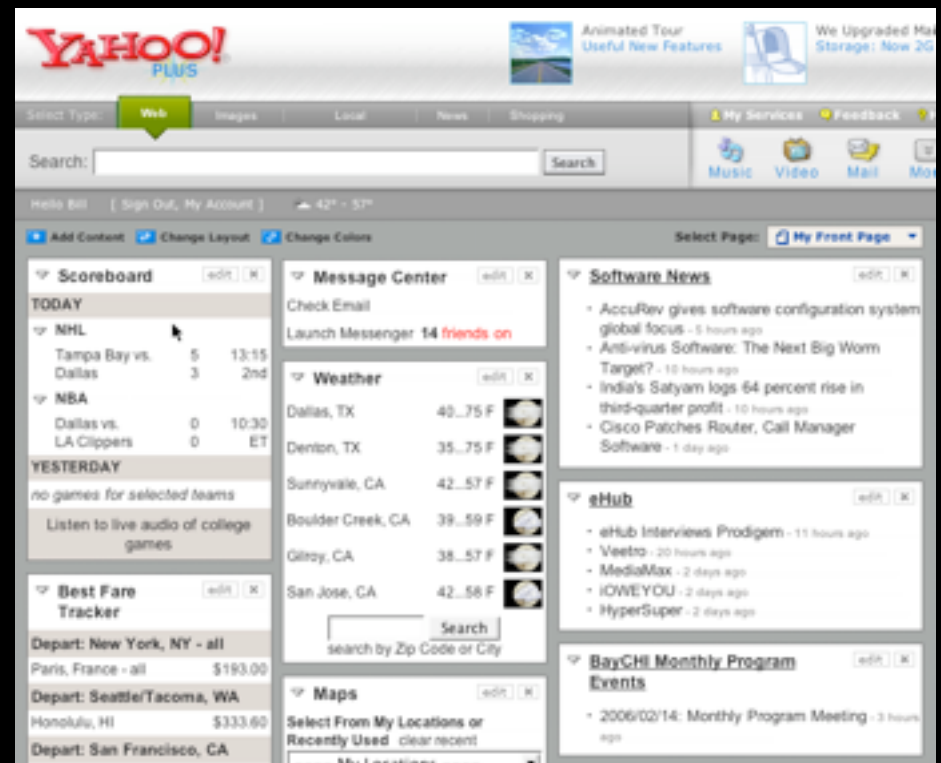 YAHOO!
PLUS
Animated Tour
Useful New Features
We Upgraded Mai
Storage: Now 2G
Select Type:
Web
Images
Local
News
Shopping
My Services
Feedback
Search:
Search
Music
Video
Mail
Mo
Hello Bill
[ Sign Out, My Account ]
42° - 57°
Add Content
Change Layout
Change Colors
Select Page:
My Front Page
Scoreboard
edit
TODAY
NHL
Tampa Bay vs. 5 13:15
Dallas 3 2nd
NBA
Dallas vs. 0 10:30
LA Clippers 0 ET
YESTERDAY
no games for selected teams
Listen to live audio of college
games
Best Fare
Tracker
edit
Depart: New York, NY - all
Paris, France - all $193.00
Depart: Seattle/Tacoma, WA
Honolulu, HI $333.60
Depart: San Francisco, CA
Message Center
edit
Check Email
Launch Messenger 14 friends on
Weather
edit
Dallas, TX 40...75 F
Denton, TX 35...75 F
Sunnyvale, CA 42...57 F
Boulder Creek, CA 39...59 F
Gilroy, CA 38...57 F
San Jose, CA 42...58 F
Search
search by Zip Code or City
Maps
edit
Select From My Locations or
Recently Used clear recent
----- My Locations -----
Software News
edit
AccuRev gives software configuration system
global focus - 5 hours ago
Anti-virus Software: The Next Big Worm
Target? - 10 hours ago
India's Satyam logs 64 percent rise in
third-quarter profit - 10 hours ago
Cisco Patches Router, Call Manager
Software - 1 day ago
eHub
edit
eHub Interviews Prodigem - 11 hours ago
Veetro - 20 hours ago
MediaMax - 2 days ago
iOWEYOU - 2 days ago
HyperSuper - 2 days ago
BayCHI Monthly Program
Events
edit
2006/02/14: Monthly Program Meeting - 3 hours
ago